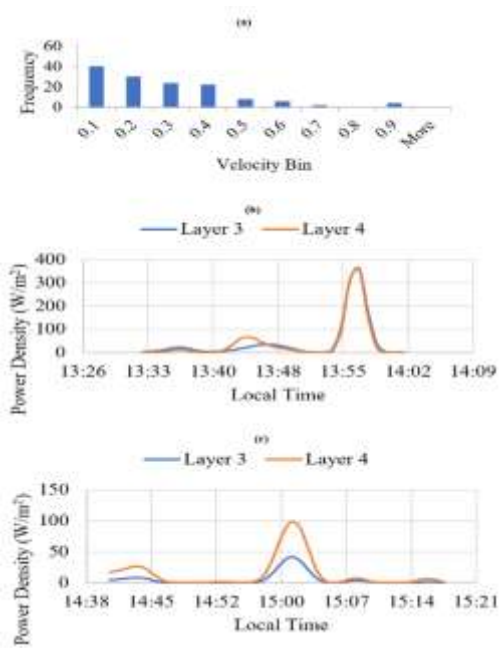 (a)
60
40
20
0
Frequency
0.1 0.2 0.3 0.4 0.5 0.6 0.7 0.8 0.9 More
Velocity Bin
(b)
Layer 3 Layer 4
400
300
200
100
0
Power Density (W/m²)
13:26 13:33 13:40 13:48 13:55 14:02 14:09
Local Time
(c)
Layer 3 Layer 4
150
100
50
0
Power Density (W/m²)
14:38 14:45 14:52 15:00 15:07 15:14 15:21
Local Time